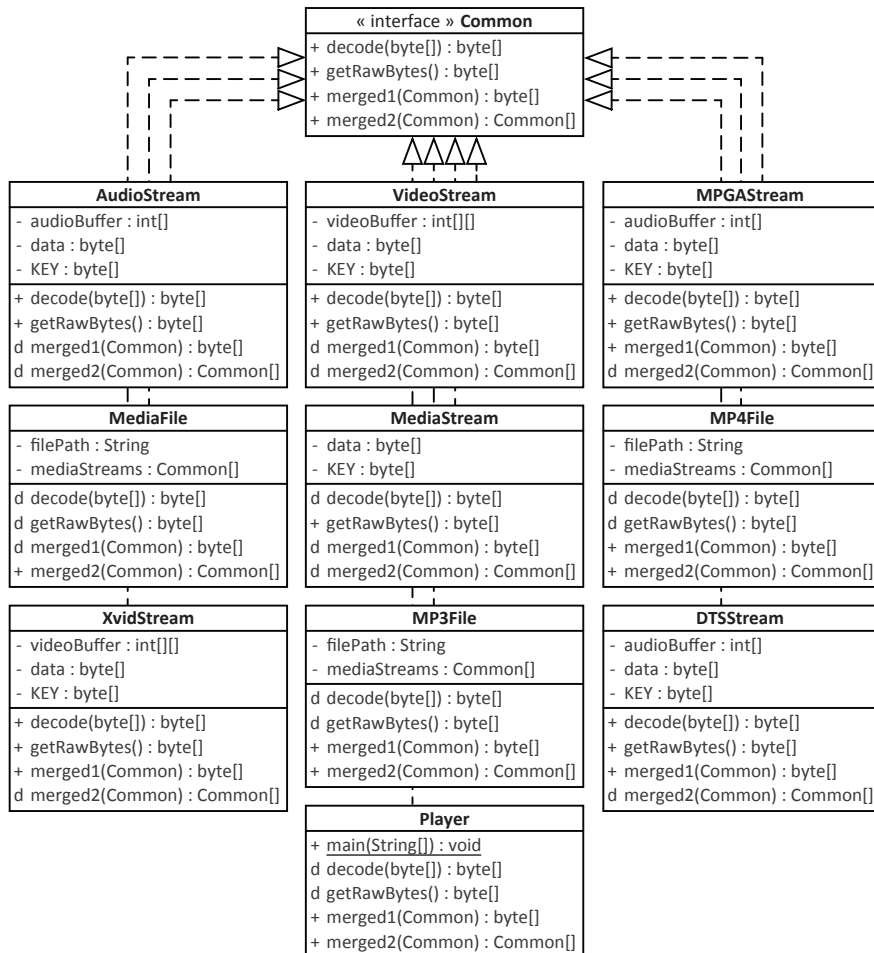 « interface » Common
+ decode(byte[]) : byte[]
+ getRawBytes() : byte[]
+ merged1(Common) : byte[]
+ merged2(Common) : Common[]
AudioStream
- audioBuffer : int[]
- data : byte[]
- KEY : byte[]
+ decode(byte[]) : byte[]
+ getRawBytes() : byte[]
d merged1(Common) : byte[]
d merged2(Common) : Common[]
VideoStream
- videoBuffer : int[][]
- data : byte[]
- KEY : byte[]
+ decode(byte[]) : byte[]
+ getRawBytes() : byte[]
d merged1(Common) : byte[]
d merged2(Common) : Common[]
MPGAStream
- audioBuffer : int[]
- data : byte[]
- KEY : byte[]
+ decode(byte[]) : byte[]
+ getRawBytes() : byte[]
+ merged1(Common) : byte[]
d merged2(Common) : Common[]
MediaFile
- filePath : String
- mediaStreams : Common[]
d decode(byte[]) : byte[]
d getRawBytes() : byte[]
d merged1(Common) : byte[]
+ merged2(Common) : Common[]
MediaStream
- data : byte[]
- KEY : byte[]
d decode(byte[]) : byte[]
+ getRawBytes() : byte[]
d merged1(Common) : byte[]
d merged2(Common) : Common[]
MP4File
- filePath : String
- mediaStreams : Common[]
d decode(byte[]) : byte[]
d getRawBytes() : byte[]
+ merged1(Common) : byte[]
+ merged2(Common) : Common[]
XvidStream
- videoBuffer : int[][]
- data : byte[]
- KEY : byte[]
+ decode(byte[]) : byte[]
+ getRawBytes() : byte[]
+ merged1(Common) : byte[]
d merged2(Common) : Common[]
MP3File
- filePath : String
- mediaStreams : Common[]
d decode(byte[]) : byte[]
d getRawBytes() : byte[]
+ merged1(Common) : byte[]
+ merged2(Common) : Common[]
DTSStream
- audioBuffer : int[]
- data : byte[]
- KEY : byte[]
+ decode(byte[]) : byte[]
+ getRawBytes() : byte[]
+ merged1(Common) : byte[]
d merged2(Common) : Common[]
Player
+ main(String[]) : void
d decode(byte[]) : byte[]
d getRawBytes() : byte[]
+ merged1(Common) : byte[]
+ merged2(Common) : Common[]